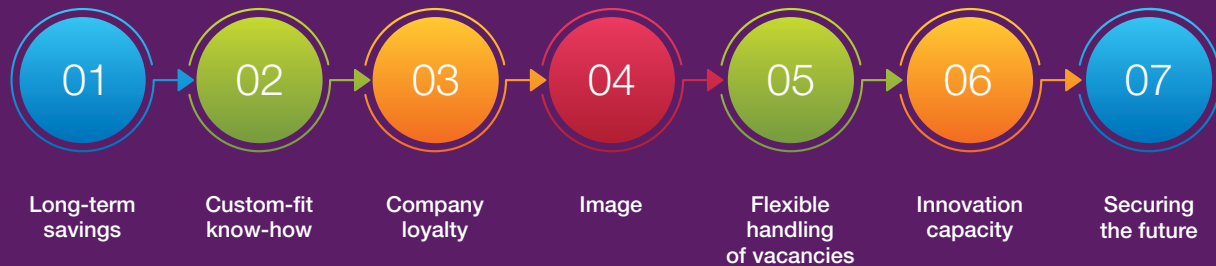 01
02
03
04
05
06
07
Long-term
savings
Custom-fit
know-how
Company
loyalty
Image
Flexible
handling
of vacancies
Innovation
capacity
Securing
the future